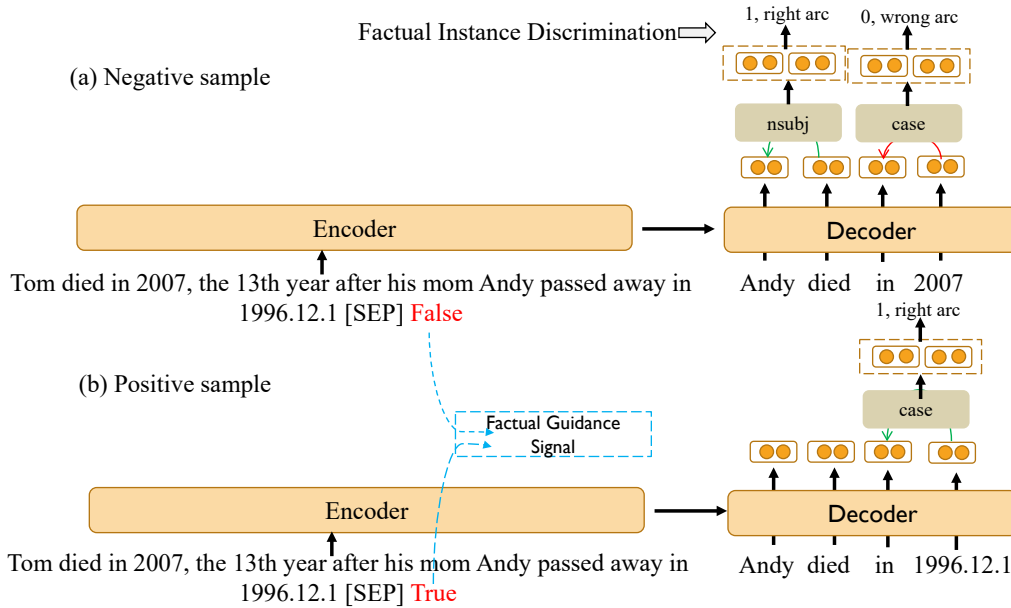 1, right arc 0, wrong arc
Factual Instance Discrimination
(a) Negative sample
nsubj case
Encoder Decoder
Tom died in 2007, the 13th year after his mom Andy passed away in
1996.12.1 [SEP] False
Andy died in 2007
1, right arc
(b) Positive sample
case
Factual Guidance
Signal
Encoder Decoder
Tom died in 2007, the 13th year after his mom Andy passed away in
1996.12.1 [SEP] True
Andy died in 1996.12.1